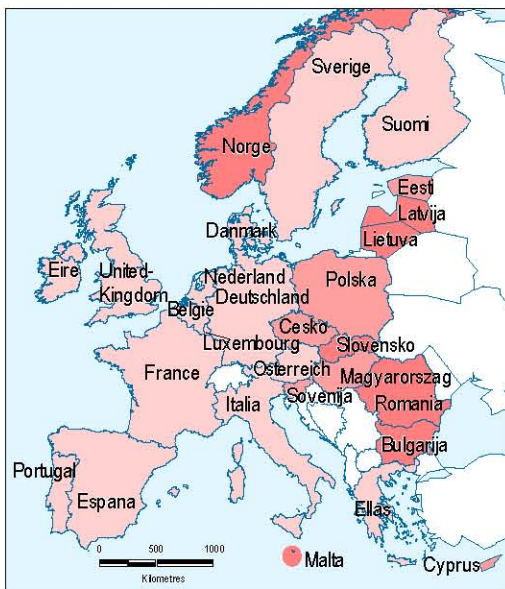 Sverige
Suomi
Norge
Eesti
Latvija
Lietuva
Danmark
Eire
United-
Kingdom
Nederland
Belgie
Deutschland
Polska
Cesko
Luxembourg
Slovensko
France
Osterreich
Magyarorszag
Sovenija
Romania
Italia
Bulgarija
Portugal
Espana
Ellas
0 500 1000
Kilometres
Malta
Cyprus